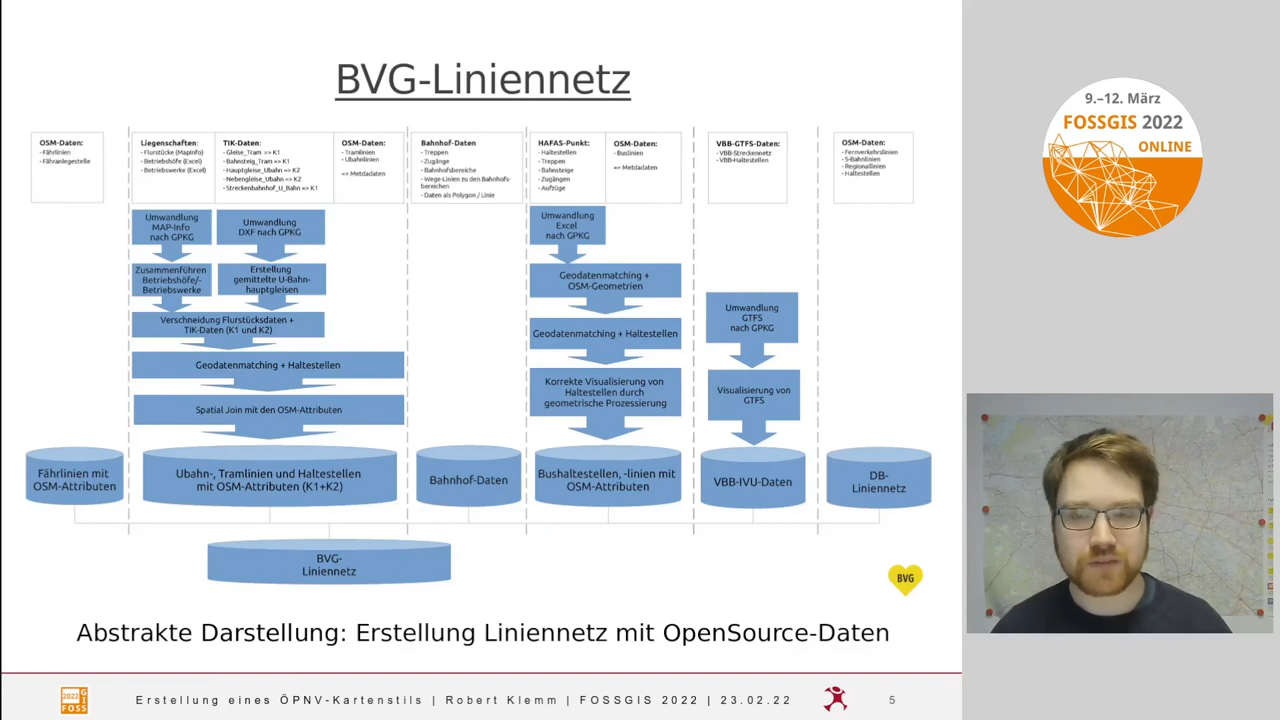 BVG-Liniennetz
OSM-Daten:
- Fährlinien
- Fähranlegestelle
Liegenschaften:
- Flurstücke (MapInfo)
- Betriebshöfe (Excel)
- Betriebswerke (Excel)
TIK-Daten:
- Gleise_Tram => K1
- Bahnsteig_Tram => K1
- Hauptgleise_Ubahn => K2
- Nebengleise_Ubahn => K2
- Streckenbahnhof_U_Bahn => K1
OSM-Daten:
- Tramlinien
- Ubahnlinien
=> Metdadaten
Bahnhof-Daten:
- Treppen
- Zugänge
- Bahnhofsbereiche
- Wege-Linien zu den Bahnhofs-
bereichen
- Daten als Polygon / Linie
HAFAS-Punkt:
- Haltestellen
- Treppen
- Bahnsteige
- Zugängen
- Aufzüge
OSM-Daten:
- Buslinien
=> Metdadaten
VBB-GTFS-Daten:
- VBB-Streckennetz
- VBB-Haltestellen
OSM-Daten:
- Fernverkehrslinien
- S-Bahnlinien
- Regionallinien
- Haltestellen
Umwandlung
MAP-Info
nach GPKG
Umwandlung
DXF nach GPKG
Zusammenführen
Betriebshöfe/-
Betriebswerke
Erstellung
gemittelte U-Bahn-
hauptgleisen
Verschneidung Flurstücksdaten +
TIK-Daten (K1 und K2)
Geodatenmatching + Haltestellen
Spatial Join mit den OSM-Attributen
Umwandlung
Excel
nach GPKG
Geodatenmatching +
OSM-Geometrien
Geodatenmatching + Haltestellen
Korrekte Visualisierung von
Haltestellen durch
geometrische Prozessierung
Umwandlung
GTFS
nach GPKG
Visualisierung von
GTFS
Fährlinien mit
OSM-Attributen
Ubahn-, Tramlinien und Haltestellen
mit OSM-Attributen (K1+K2)
Bahnhof-Daten
Bushaltestellen, -linien mit
OSM-Attributen
VBB-IVU-Daten
DB-
Liniennetz
BVG-
Liniennetz
BVG
Abstrakte Darstellung: Erstellung Liniennetz mit OpenSource-Daten
Erstellung eines ÖPNV-Kartenstils | Robert Klemm | FOSSGIS 2022 | 23.02.22
5
2022
FOSS
GIS
9.–12. März
FOSSGIS 2022
ONLINE